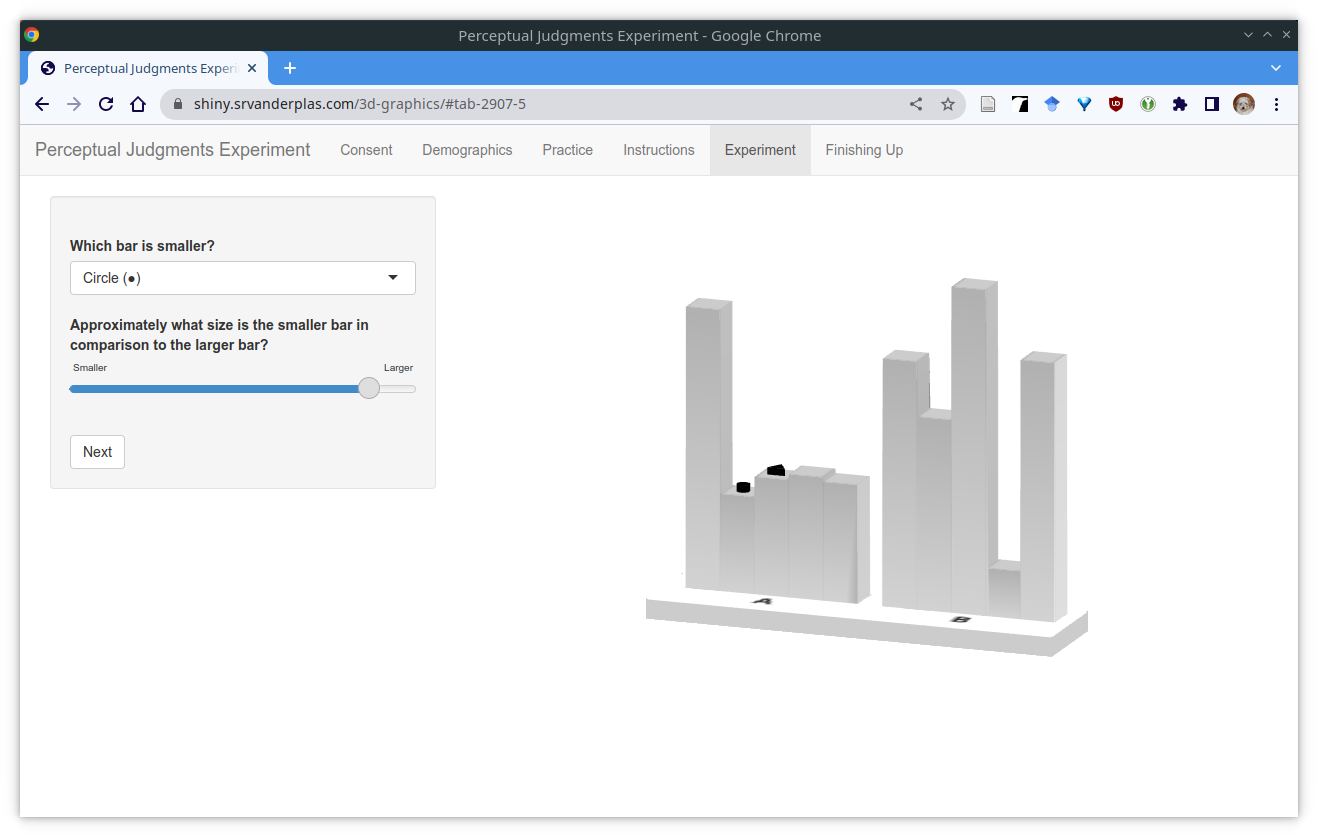 Perceptual Judgments Experiment - Google Chrome
Perceptual Judgments Experi
shiny.srvanderplas.com/3d-graphics/#tab-2907-5
Perceptual Judgments Experiment Consent Demographics Practice Instructions Experiment Finishing Up
Which bar is smaller?
Circle (●)
Approximately what size is the smaller bar in
comparison to the larger bar?
Smaller Larger
Next
A
B